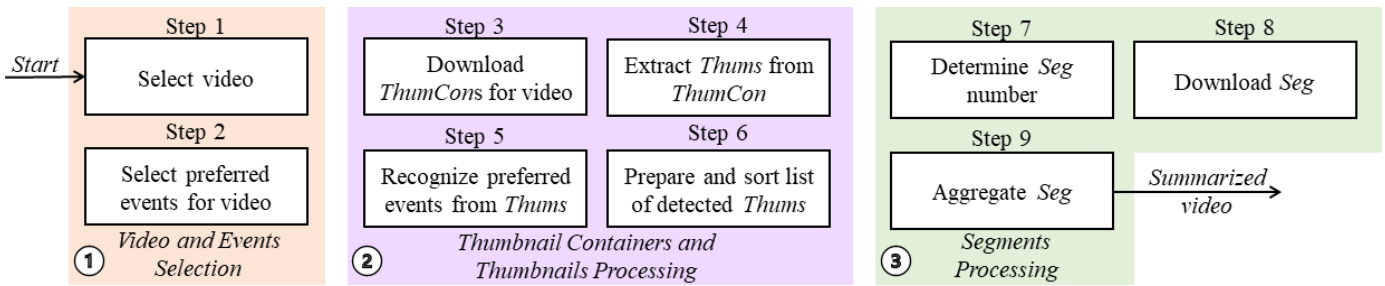 Start
Step 1
Select video
Step 2
Select preferred
events for video
1
Video and Events
Selection
Step 3
Download
ThumCons for video
Step 4
Extract Thums from
ThumCon
Step 5
Recognize preferred
events from Thums
Step 6
Prepare and sort list
of detected Thums
2
Thumbnail Containers and
Thumbnails Processing
Step 7
Determine Seg
number
Step 8
Download Seg
Step 9
Aggregate Seg
Summarized
video
3
Segments
Processing